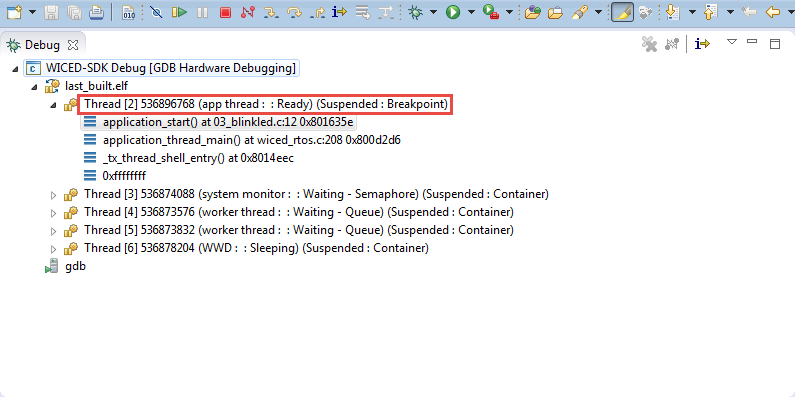 010
Debug
WICED-SDK Debug [GDB Hardware Debugging]
last_built.elf
Thread [2] 536896768 (app thread : : Ready) (Suspended : Breakpoint)
application_start() at 03_blinkled.c:12 0x801635e
application_thread_main() at wiced_rtos.c:208 0x800d2d6
_tx_thread_shell_entry() at 0x8014eec
0xffffffff
Thread [3] 536874088 (system monitor : : Waiting - Semaphore) (Suspended : Container)
Thread [4] 536873576 (worker thread : : Waiting - Queue) (Suspended : Container)
Thread [5] 536873832 (worker thread : : Waiting - Queue) (Suspended : Container)
Thread [6] 536878204 (WWD : : Sleeping) (Suspended : Container)
gdb